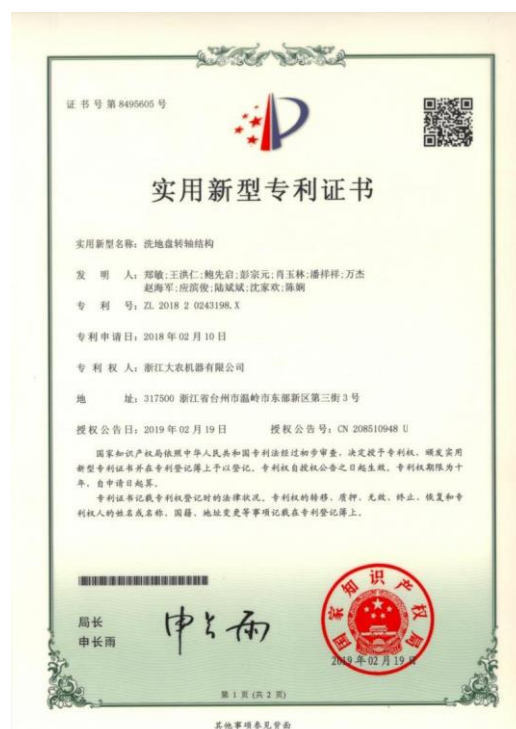 证书号第8495605号
实用新型专利证书
实用新型名称：洗地盘转轴结构
发明人：郑敏;王洪仁;鲍先启;彭宗元;肖玉林;潘祥祥;万杰
赵海军;应滨俊;陆斌斌;沈家欢;陈娴
专利号：ZL 2018 2 0243198.X
专利申请日：2018年02月10日
专利权人：浙江大农机器有限公司
地址：317500 浙江省台州市温岭市东部新区第三街3号
授权公告日：2019年02月19日 授权公告号：CN 208510948 U
国家知识产权局依照中华人民共和国专利法经过初步审查，决定授予专利权，颁发实用
新型专利证书并在专利登记簿上予以登记。专利权自授权公告之日起生效。专利权期限为十
年，自申请日起算。
专利证书记载专利权登记时的法律状况。专利权的转移、质押、无效、终止、恢复和专
利权人的姓名或名称、国籍、地址变更等事项记载在专利登记簿上。
局长
申长雨
申长雨
国家知识产权局
2019年02月19日
第1页(共2页)
其他事项参见背面